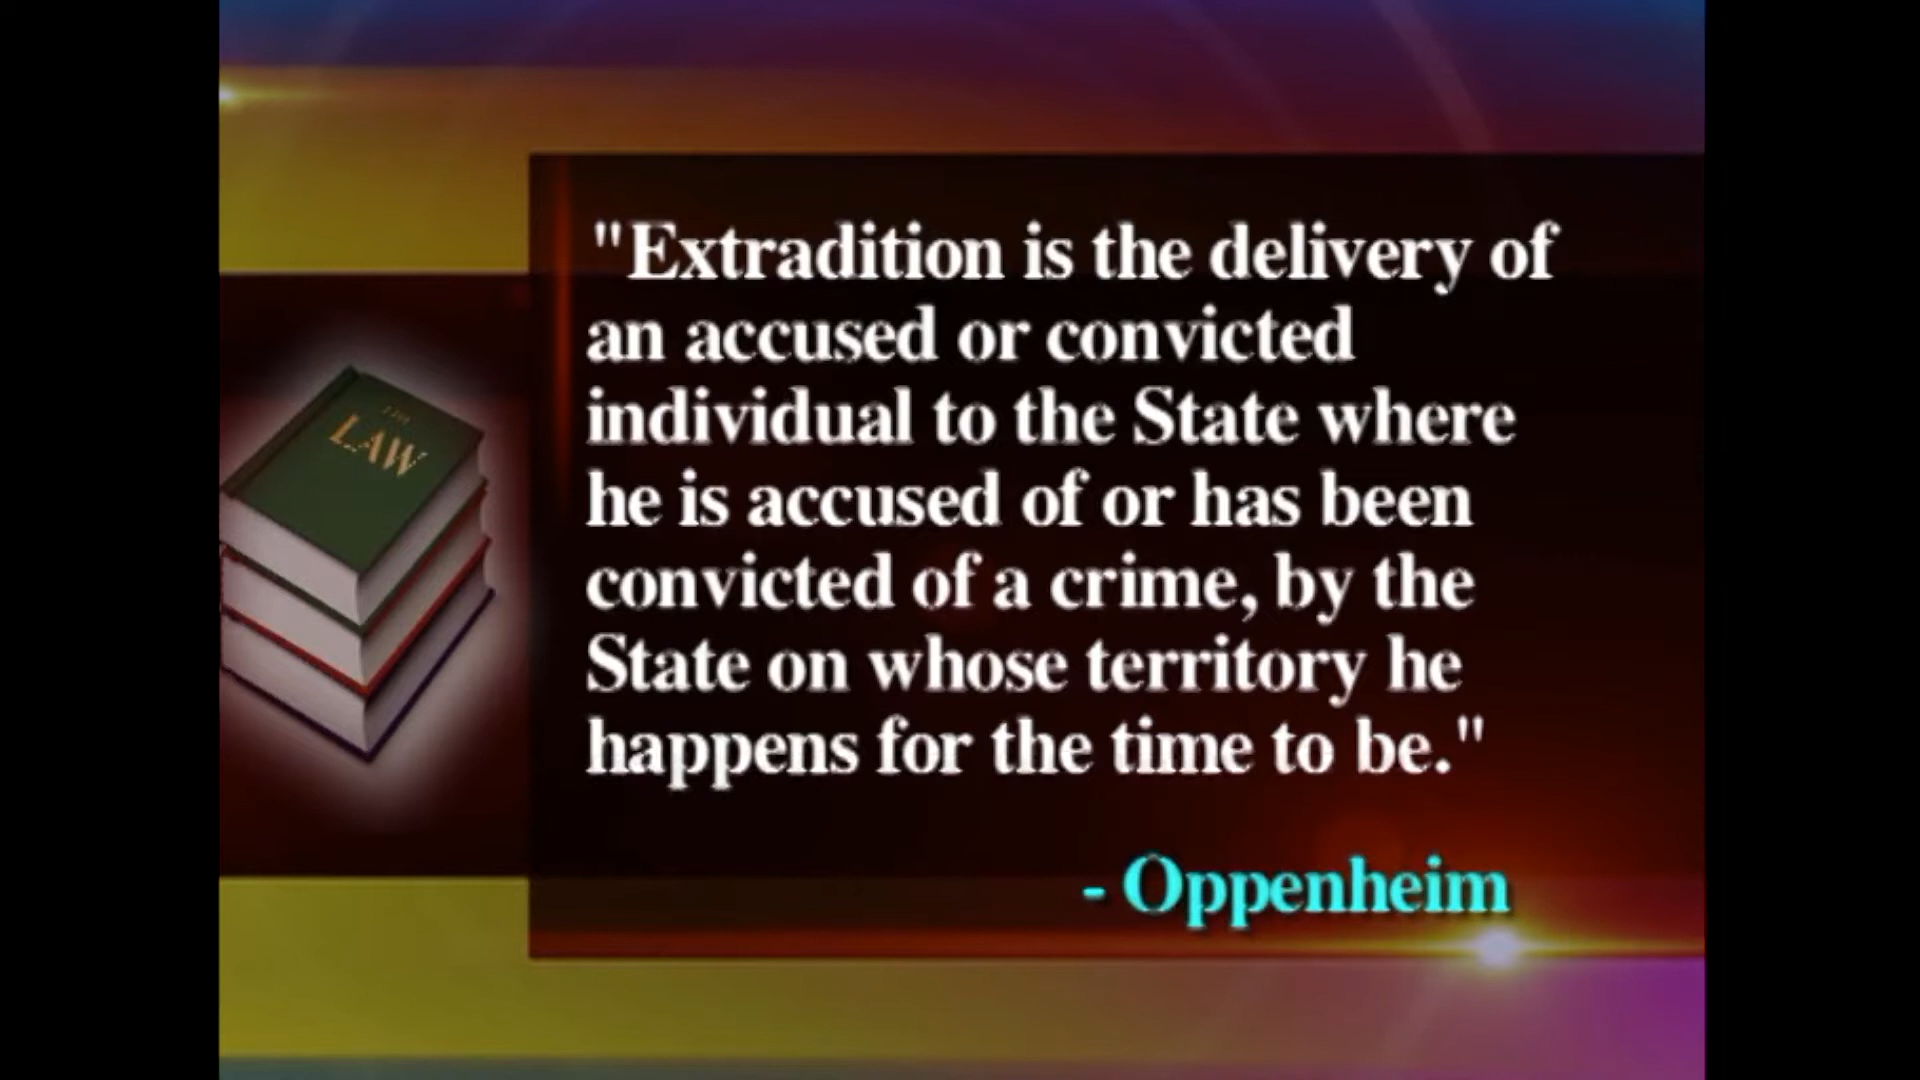 THE
LAW
"Extradition is the delivery of
an accused or convicted
individual to the State where
he is accused of or has been
convicted of a crime, by the
State on whose territory he
happens for the time to be."
- Oppenheim